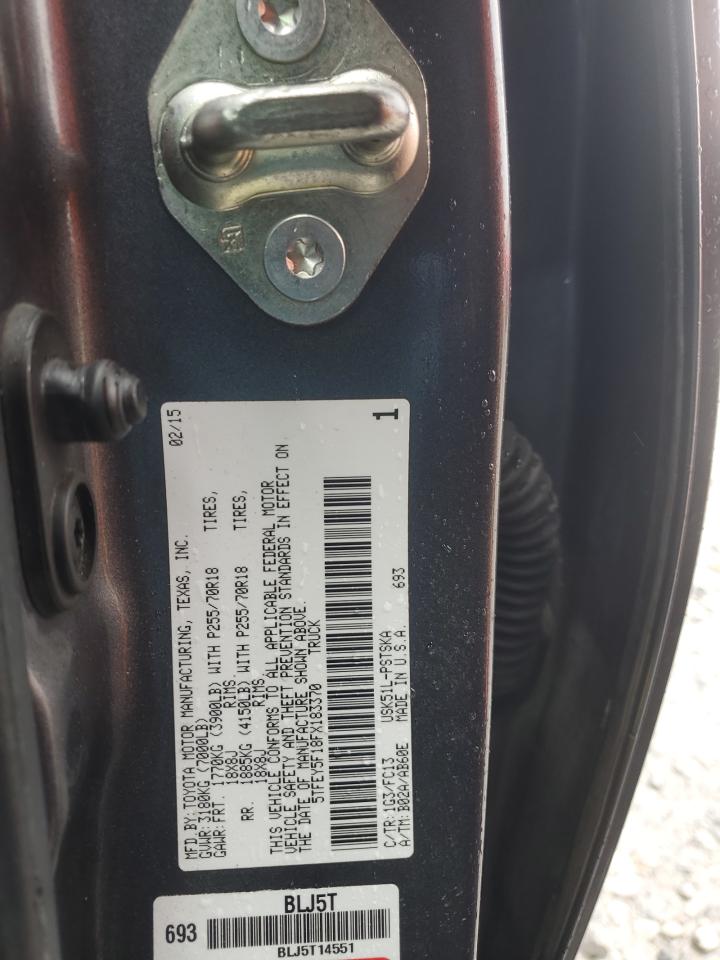 MFD.BY:TOYOTA MOTOR MANUFACTURING, TEXAS, INC. 02/15
GVWR:3180KG (7000LB)
GAWR:FRT. 1770KG (3900LB) WITH P255/70R18 TIRES,
18X8J RIMS.
RR. 1885KG (4150LB) WITH P255/70R18 TIRES,
18X8J RIMS.
THIS VEHICLE CONFORMS TO ALL APPLICABLE FEDERAL MOTOR
VEHICLE SAFETY AND THEFT PREVENTION STANDARDS IN EFFECT ON
THE DATE OF MANUFACTURE SHOWN ABOVE.
5TFEY5F18FX183370 TRUCK
C/TR:1G3/FC13 USK51L-PSTSKA
A/TM:B02A/AB60E MADE IN U.S.A. 693
1
BLJ5T
693
BLJ5T14551